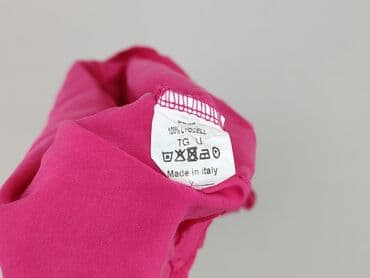 100% LYOCELL
TG U
Made in Italy